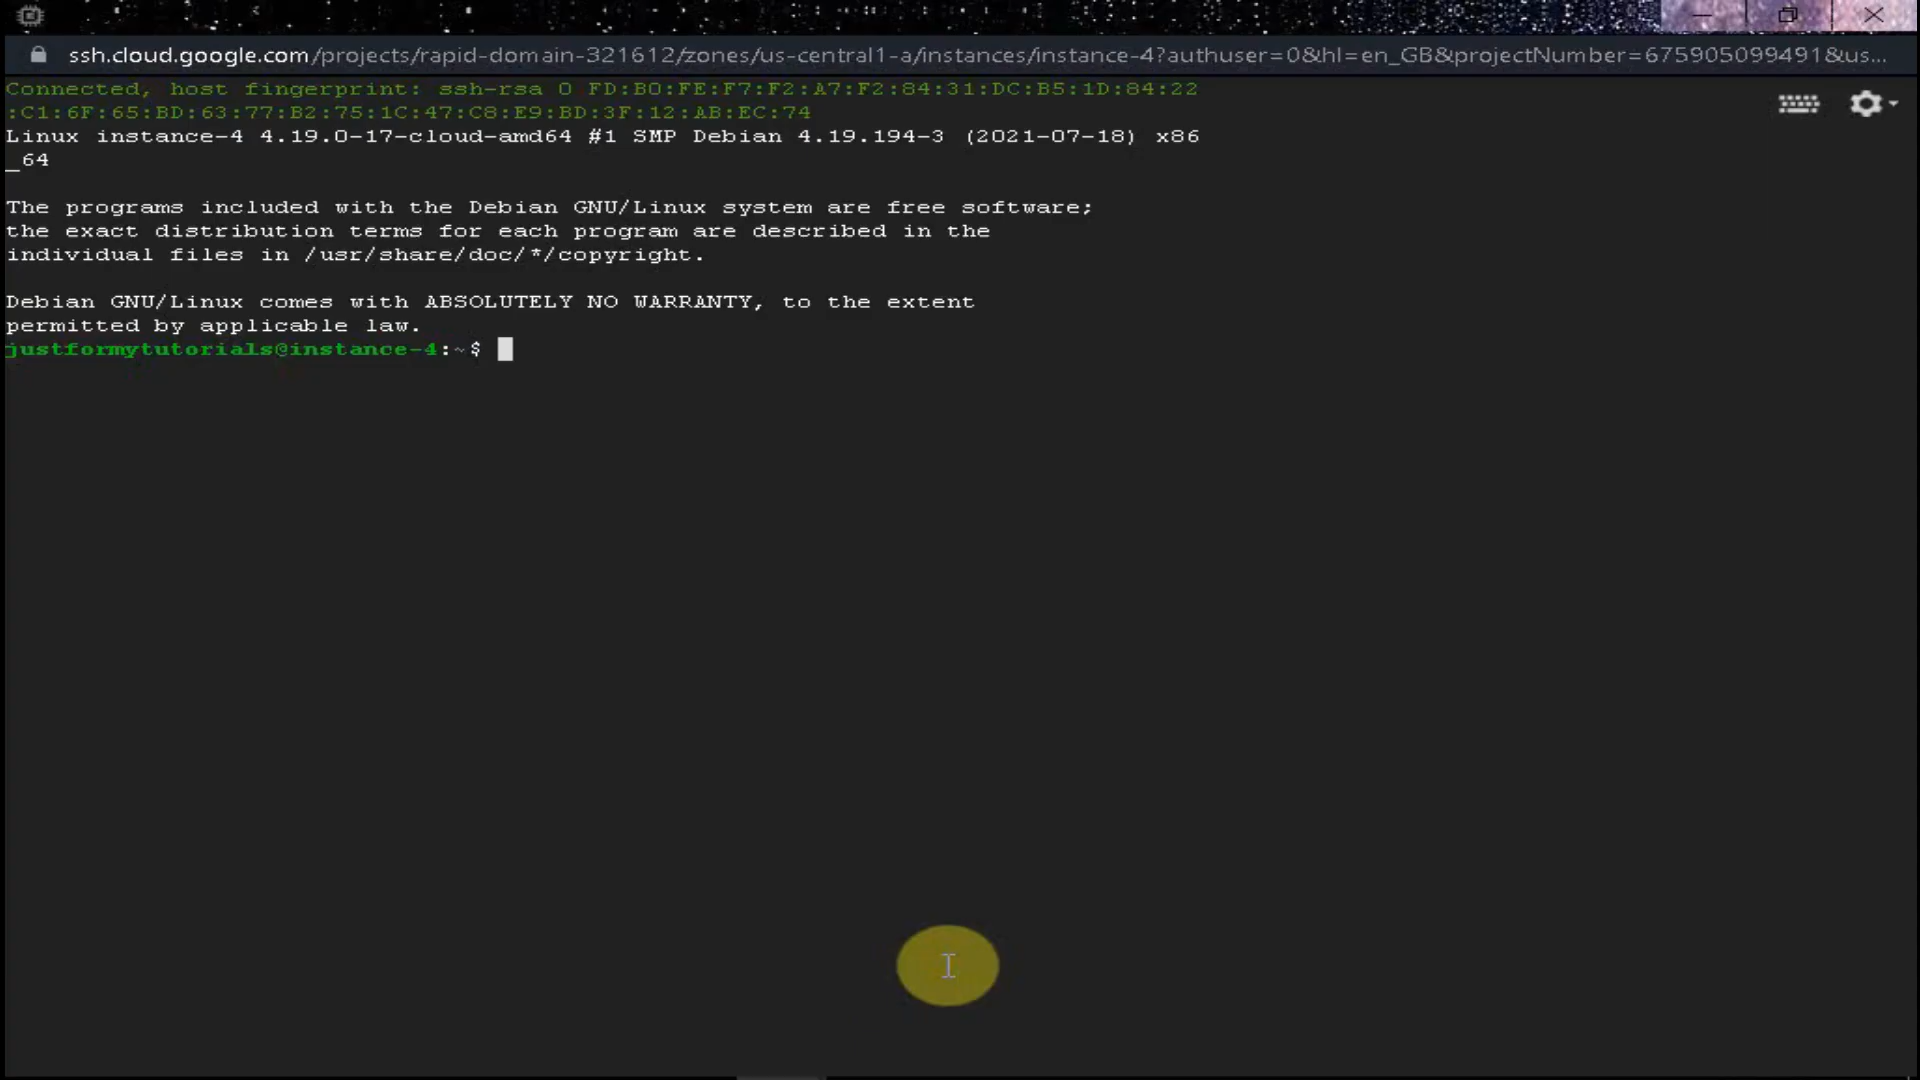 ssh.cloud.google.com/projects/rapid-domain-321612/zones/us-central1-a/instances/instance-4?authuser=0&hl=en_GB&projectNumber=675905099491&us...
Connected, host fingerprint: ssh-rsa 0 FD:B0:FE:F7:F2:A7:F2:84:31:DC:B5:1D:84:22
:C1:6F:65:BD:63:77:B2:75:1C:47:C8:E9:BD:3F:12:AB:EC:74
Linux instance-4 4.19.0-17-cloud-amd64 #1 SMP Debian 4.19.194-3 (2021-07-18) x86
_64
The programs included with the Debian GNU/Linux system are free software;
the exact distribution terms for each program are described in the
individual files in /usr/share/doc/*/copyright.
Debian GNU/Linux comes with ABSOLUTELY NO WARRANTY, to the extent
permitted by applicable law.
justformytutorials@instance-4:~$